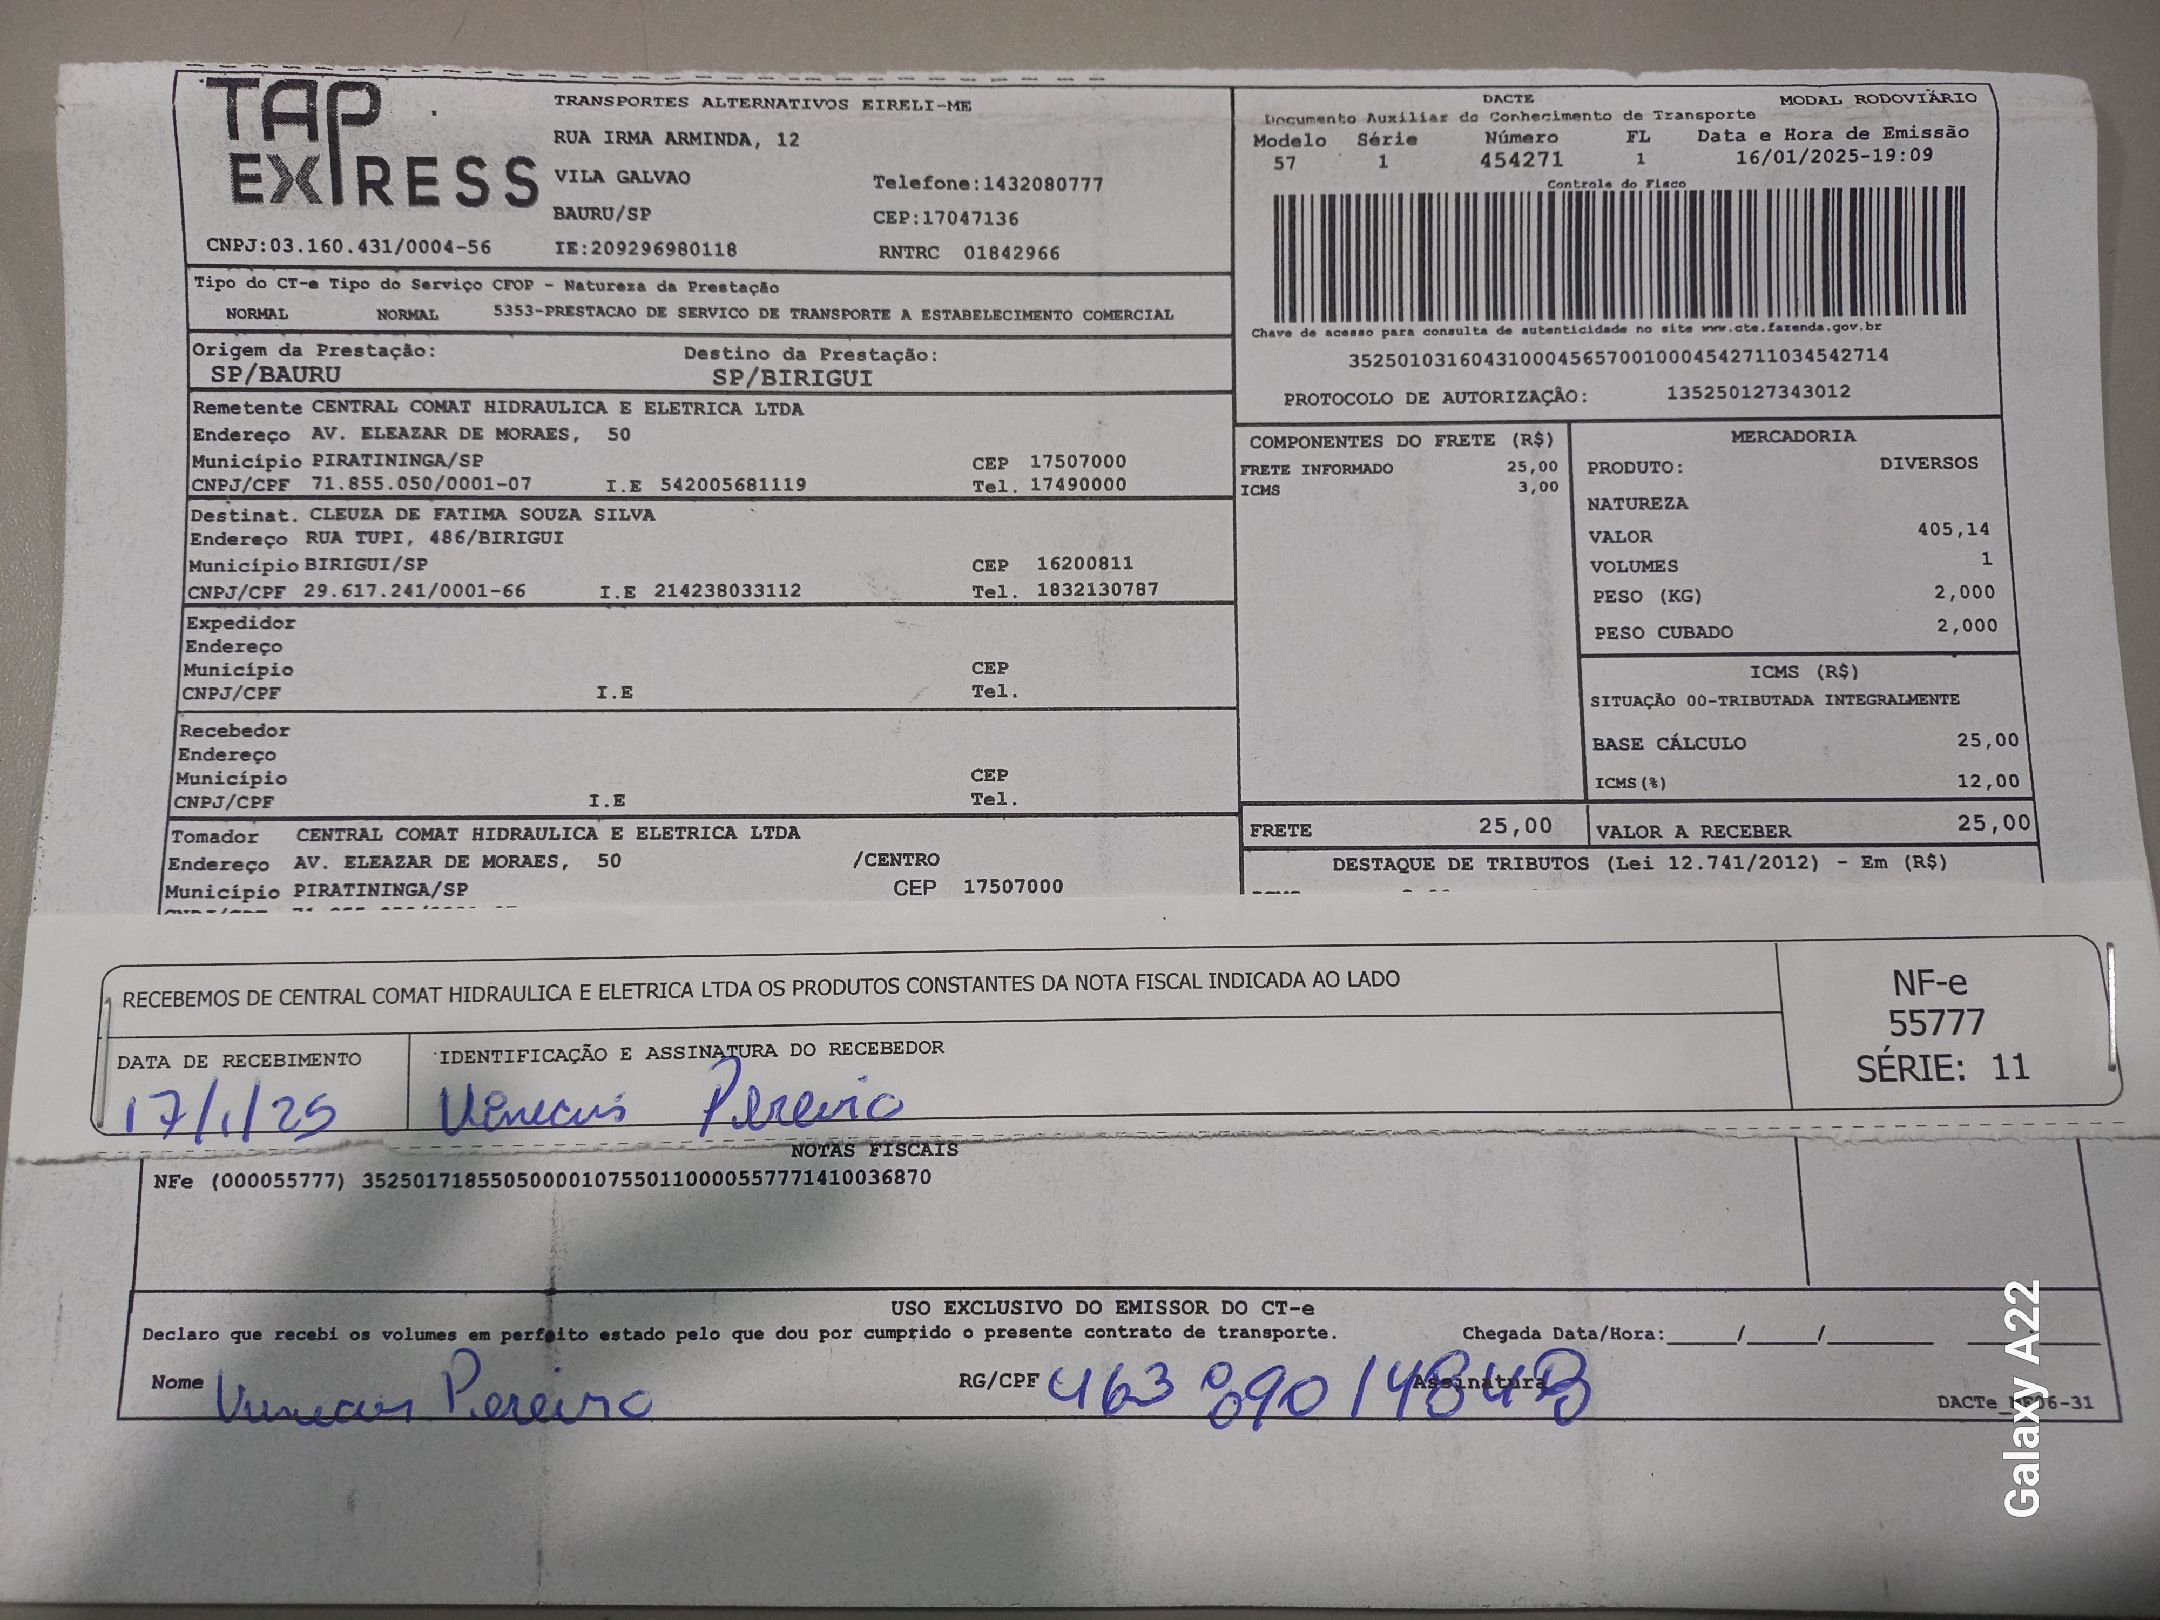 TAP EXPRESS
TRANSPORTES ALTERNATIVOS EIRELI-ME
RUA IRMA ARMINDA, 12
VILA GALVAO Telefone:1432080777
BAURU/SP CEP:17047136
CNPJ:03.160.431/0004-56 IE:209296980118 RNTRC 01842966
DACTE MODAL RODOVIÁRIO
Documento Auxiliar do Conhecimento de Transporte
Modelo Série Número FL Data e Hora de Emissão
57 1 454271 1 16/01/2025-19:09
Controle do Fisco
Chave de acesso para consulta de autenticidade no site www.cte.fazenda.gov.br
35250103160431000456570010004542711034542714
PROTOCOLO DE AUTORIZAÇÃO: 135250127343012
Tipo do CT-e Tipo do Serviço CFOP - Natureza da Prestação
NORMAL NORMAL 5353-PRESTACAO DE SERVICO DE TRANSPORTE A ESTABELECIMENTO COMERCIAL
Origem da Prestação: Destino da Prestação:
SP/BAURU SP/BIRIGUI
Remetente CENTRAL COMAT HIDRAULICA E ELETRICA LTDA
Endereço AV. ELEAZAR DE MORAES, 50
Município PIRATININGA/SP CEP 17507000
CNPJ/CPF 71.855.050/0001-07 I.E 542005681119 Tel. 17490000
Destinat. CLEUZA DE FATIMA SOUZA SILVA
Endereço RUA TUPI, 486/BIRIGUI
Município BIRIGUI/SP CEP 16200811
CNPJ/CPF 29.617.241/0001-66 I.E 214238033112 Tel. 1832130787
Expedidor
Endereço
Município CEP
CNPJ/CPF I.E Tel.
Recebedor
Endereço
Município CEP
CNPJ/CPF I.E Tel.
Tomador CENTRAL COMAT HIDRAULICA E ELETRICA LTDA
Endereço AV. ELEAZAR DE MORAES, 50 /CENTRO
Município PIRATININGA/SP CEP 17507000
COMPONENTES DO FRETE (R$)
FRETE INFORMADO 25,00
ICMS 3,00
MERCADORIA
PRODUTO: DIVERSOS
NATUREZA
VALOR 405,14
VOLUMES 1
PESO (KG) 2,000
PESO CUBADO 2,000
ICMS (R$)
SITUAÇÃO 00-TRIBUTADA INTEGRALMENTE
BASE CÁLCULO 25,00
ICMS(%) 12,00
FRETE 25,00 VALOR A RECEBER 25,00
DESTAQUE DE TRIBUTOS (Lei 12.741/2012) - Em (R$)
RECEBEMOS DE CENTRAL COMAT HIDRAULICA E ELETRICA LTDA OS PRODUTOS CONSTANTES DA NOTA FISCAL INDICADA AO LADO
NF-e
55777
SÉRIE: 11
DATA DE RECEBIMENTO IDENTIFICAÇÃO E ASSINATURA DO RECEBEDOR
17/1/25 Pereira
NOTAS FISCAIS
NFe (000055777) 35250171855050000107550110000557771410036870
USO EXCLUSIVO DO EMISSOR DO CT-e
Declaro que recebi os volumes em perfeito estado pelo que dou por cumprido o presente contrato de transporte. Chegada Data/Hora:____/____/______
Nome Pereira RG/CPF 463 Assinatura
Galaxy A22